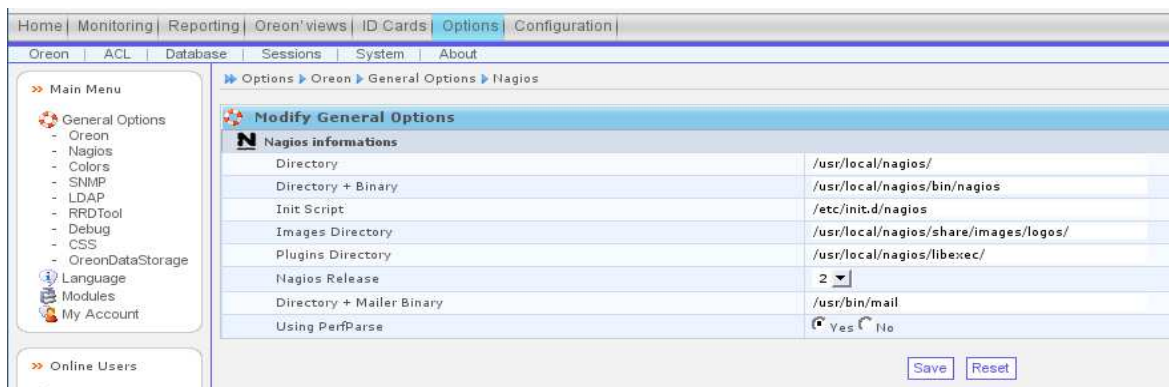 Home | Monitoring | Reporting | Oreon'views | ID Cards | Options | Configuration |
Oreon | ACL | Database | Sessions | System | About
Main Menu
General Options
- Oreon
- Nagios
- Colors
- SNMP
- LDAP
- RRDTool
- Debug
- CSS
- OreonDataStorage
Language
Modules
My Account
Online Users
Options Oreon General Options Nagios
Modify General Options
N Nagios informations
Directory /usr/local/nagios/
Directory + Binary /usr/local/nagios/bin/nagios
Init Script /etc/init.d/nagios
Images Directory /usr/local/nagios/share/images/logos/
Plugins Directory /usr/local/nagios/libexec/
Nagios Release 2
Directory + Mailer Binary /usr/bin/mail
Using PerfParse Yes No
Save Reset